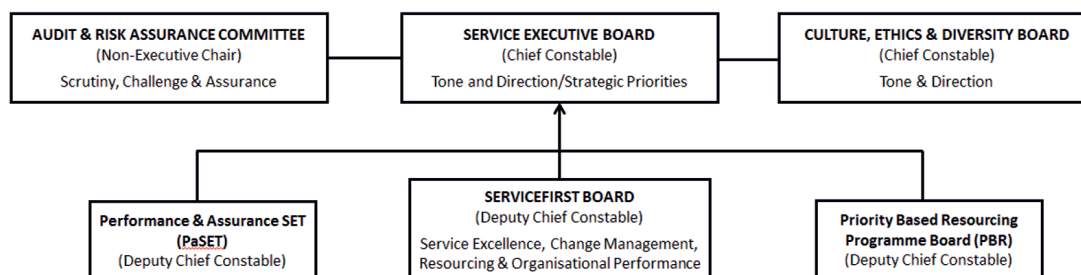 AUDIT & RISK ASSURANCE COMMITTEE
(Non-Executive Chair)
Scrutiny, Challenge & Assurance
SERVICE EXECUTIVE BOARD
(Chief Constable)
Tone and Direction/Strategic Priorities
CULTURE, ETHICS & DIVERSITY BOARD
(Chief Constable)
Tone & Direction
Performance & Assurance SET
(PaSET)
(Deputy Chief Constable)
SERVICEFIRST BOARD
(Deputy Chief Constable)
Service Excellence, Change Management,
Resourcing & Organisational Performance
Priority Based Resourcing
Programme Board (PBR)
(Deputy Chief Constable)